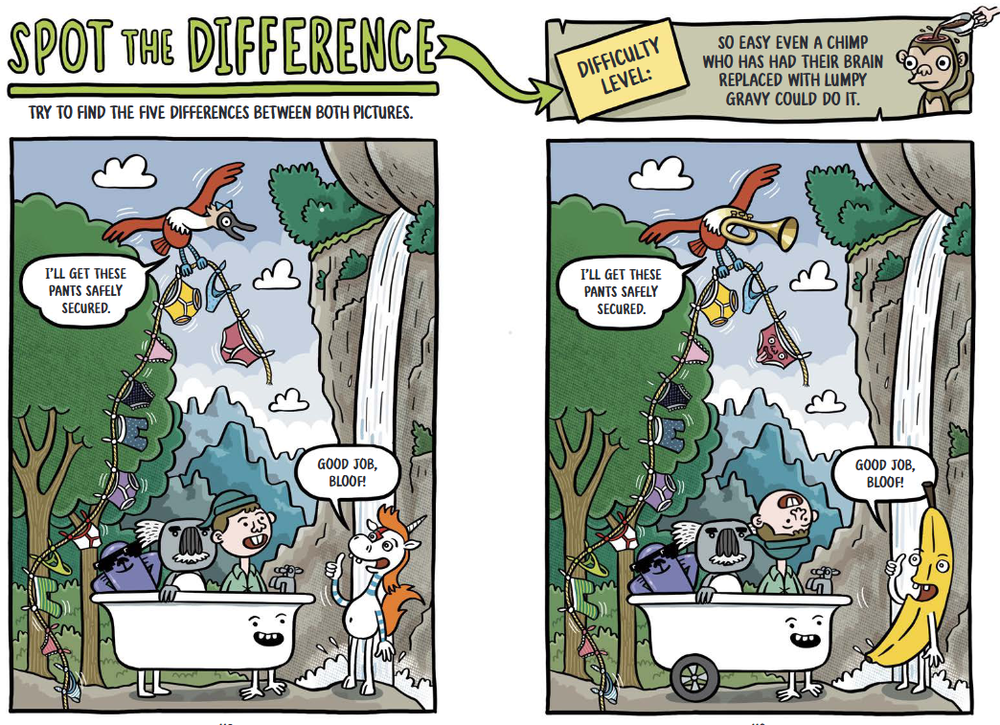 SPOT THE DIFFERENCE
TRY TO FIND THE FIVE DIFFERENCES BETWEEN BOTH PICTURES.
DIFFICULTY
LEVEL:
SO EASY EVEN A CHIMP
WHO HAS HAD THEIR BRAIN
REPLACED WITH LUMPY
GRAVY COULD DO IT.
I'LL GET THESE
PANTS SAFELY
SECURED.
GOOD JOB,
BLOOF!
I'LL GET THESE
PANTS SAFELY
SECURED.
GOOD JOB,
BLOOF!